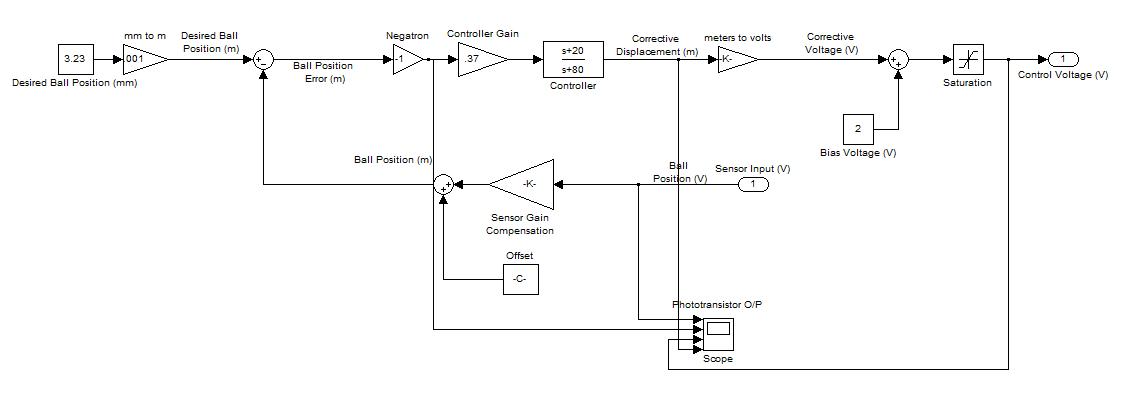 mm to m
Desired Ball
Position (m)
Negatron
Controller Gain
Corrective
Displacement (m)
meters to volts
Corrective
Voltage (V)
3.23
.001
+
-
-1
.37
s+20
s+80
-K-
+
+
1
Desired Ball Position (mm)
Ball Position
Error (m)
Controller
Saturation
Control Voltage (V)
2
Bias Voltage (V)
Ball Position (m)
Ball
Position (V)
Sensor Input (V)
+
+
-K-
1
Sensor Gain
Compensation
Offset
-C-
Phototransistor O/P
Scope